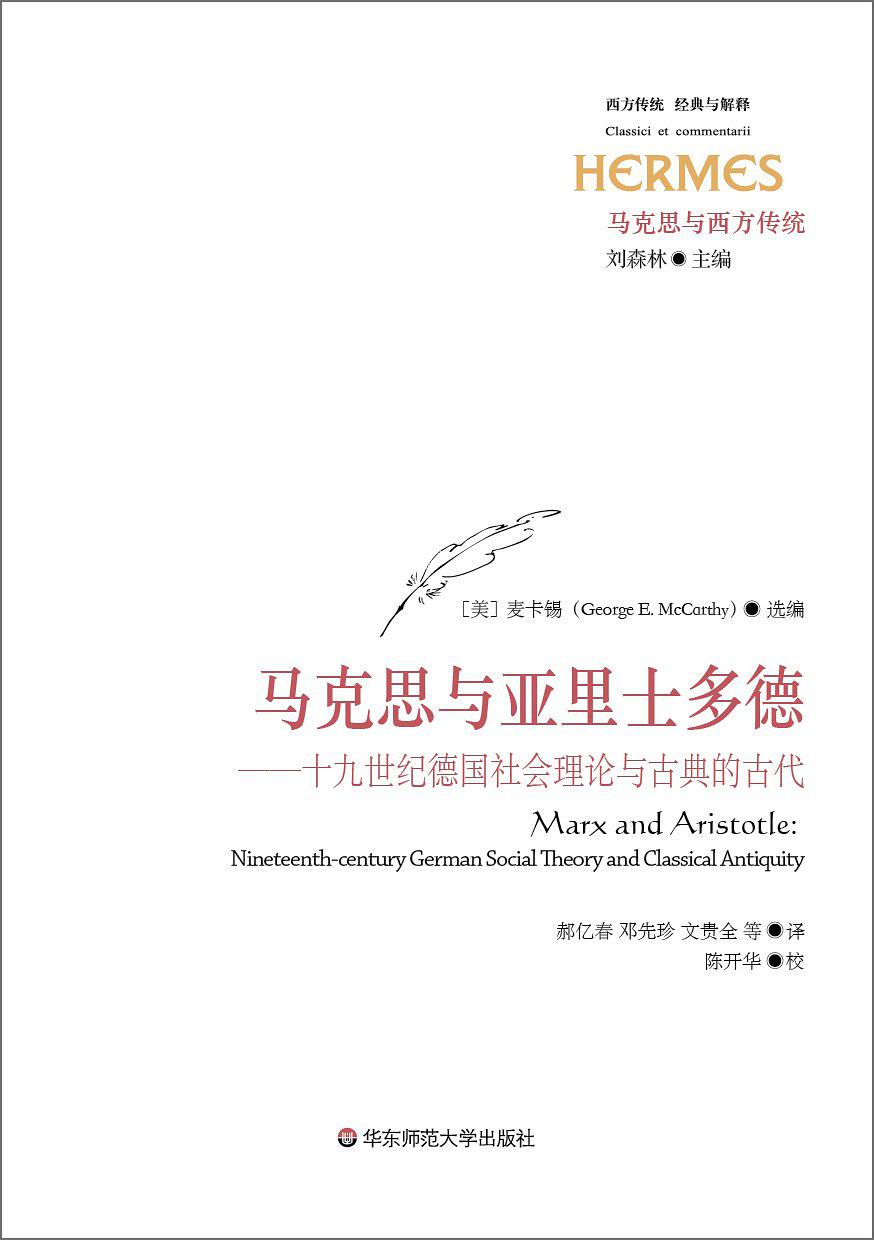 西方传统 经典与解释
Classici et commentarii
HERMES
马克思与西方传统
刘森林◉主编
［美］麦卡锡（George E. McCarthy）◉ 选编
马克思与亚里士多德
——十九世纪德国社会理论与古典的古代
Marx and Aristotle:
Nineteenth-century German Social Theory and Classical Antiquity
郝亿春 邓先珍 文贵全 等◉译
陈开华◉校
华东师范大学出版社